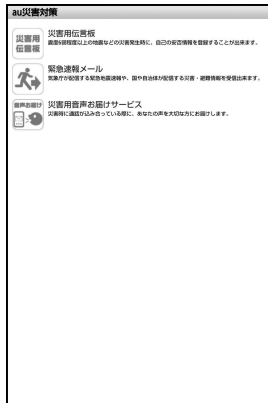 au災害対策
災害用
伝言板
災害用伝言板
震度6弱程度以上の地震などの災害発生時に、自己の安否情報を登録することが出来ます。
緊急速報メール
気象庁が配信する緊急地震速報や、国や自治体が配信する災害・避難情報を受信出来ます。
音声お届け
災害用音声お届けサービス
災害時に通話が込み合っている際に、あなたの声を大切な方にお届けします。